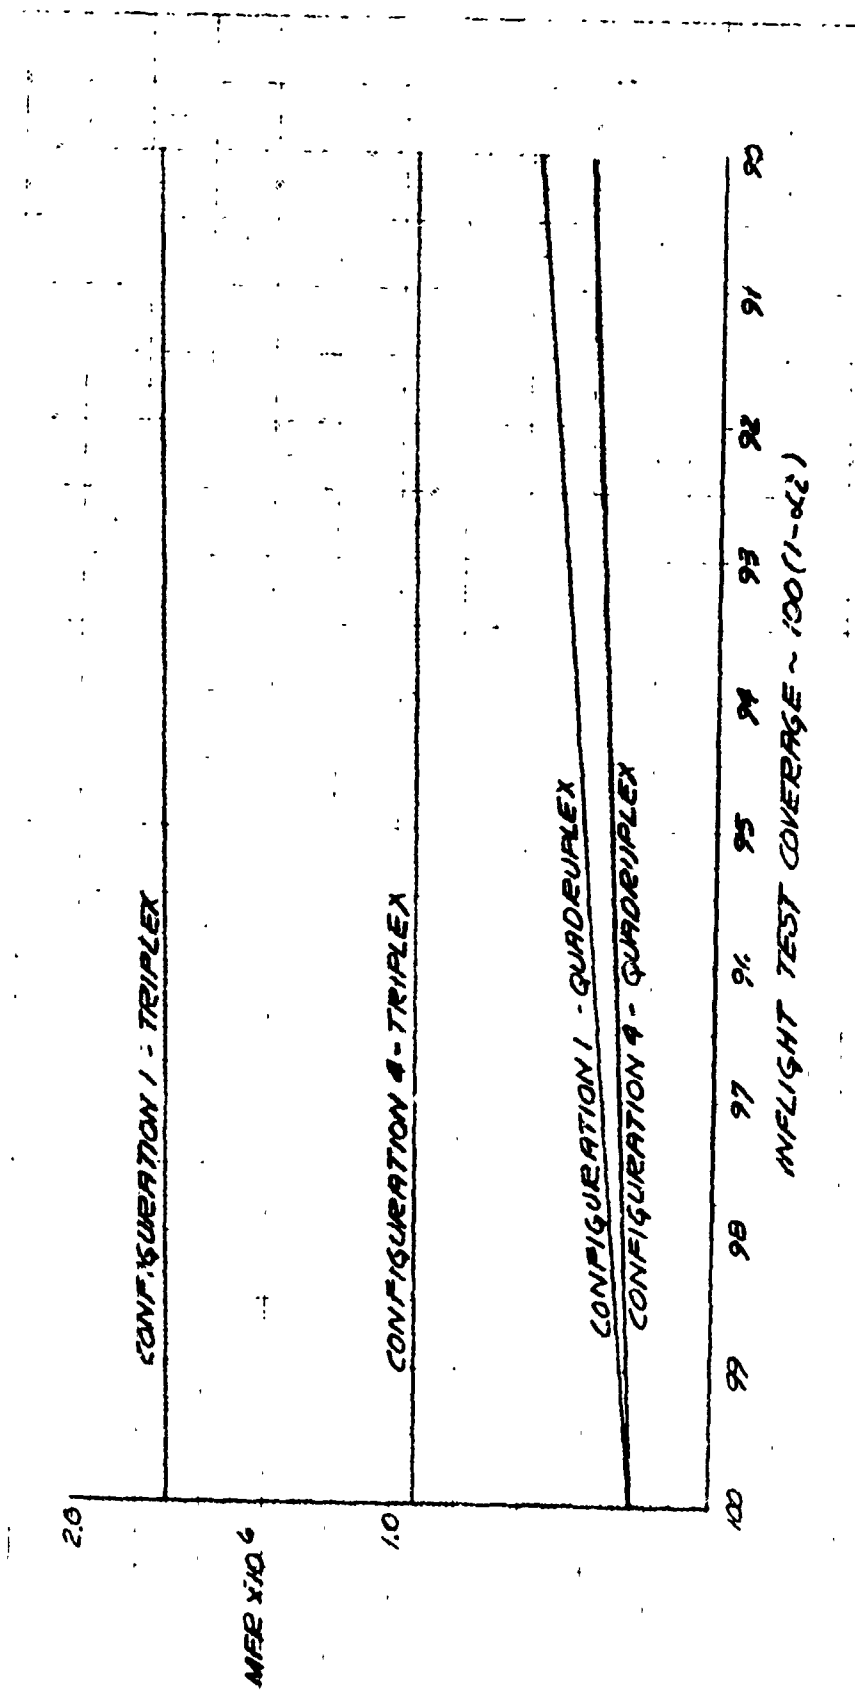 2.0
MFR X10⁶
1.0
CONFIGURATION 1 - TRIPLEX
CONFIGURATION 4 - TRIPLEX
CONFIGURATION 1 - QUADRUPLEX
CONFIGURATION 4 - QUADRUPLEX
100 99 98 97 96 95 94 93 92 91 90
INFLIGHT TEST COVERAGE ~ 100(1-αi)